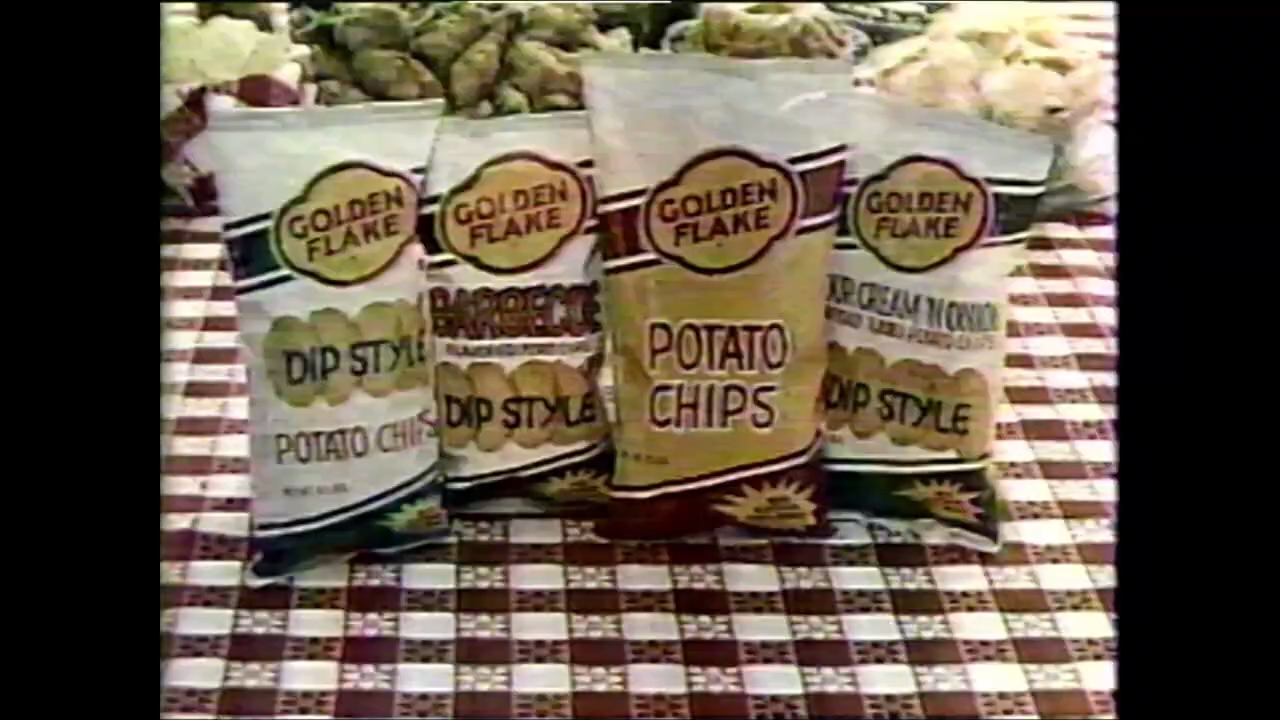 GOLDEN
FLAKE
DIP STYLE
POTATO CHIPS
GOLDEN
FLAKE
BARBECUE
DIP STYLE
GOLDEN
FLAKE
POTATO
CHIPS
GOLDEN
FLAKE
CREAM 'N ONION
DIP STYLE